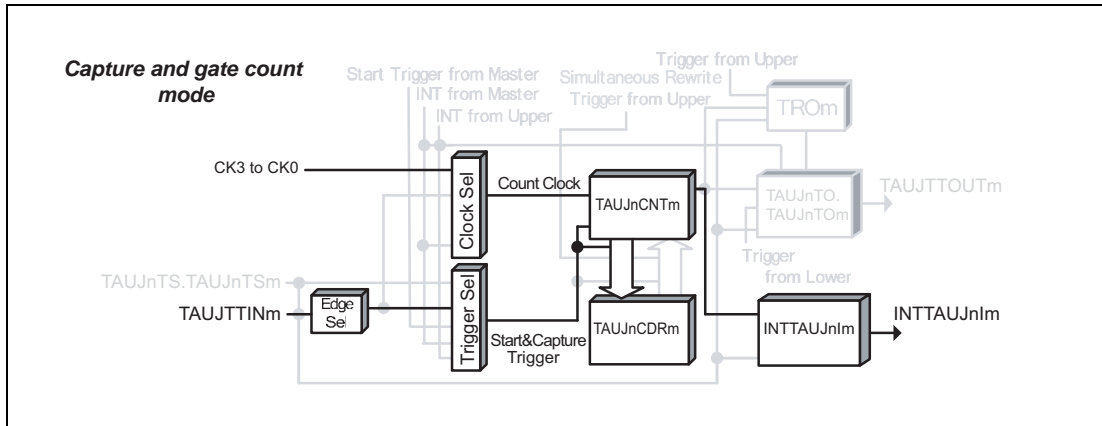 Capture and gate count
mode
Start Trigger from Master
INT from Master
INT from Upper
Simultaneous Rewrite
Trigger from Upper
Trigger from Upper
TROm
CK3 to CK0
Clock Sel
Count Clock
TAUJnCNTm
TAUJnTO.
TAUJnTOm
TAUJTTOUTm
Trigger
from Lower
TAUJnTS.TAUJnTSm
TAUJTTINm
Edge
Sel
Trigger Sel
Start&Capture
Trigger
TAUJnCDRm
INTTAUJnIm
INTTAUJnIm